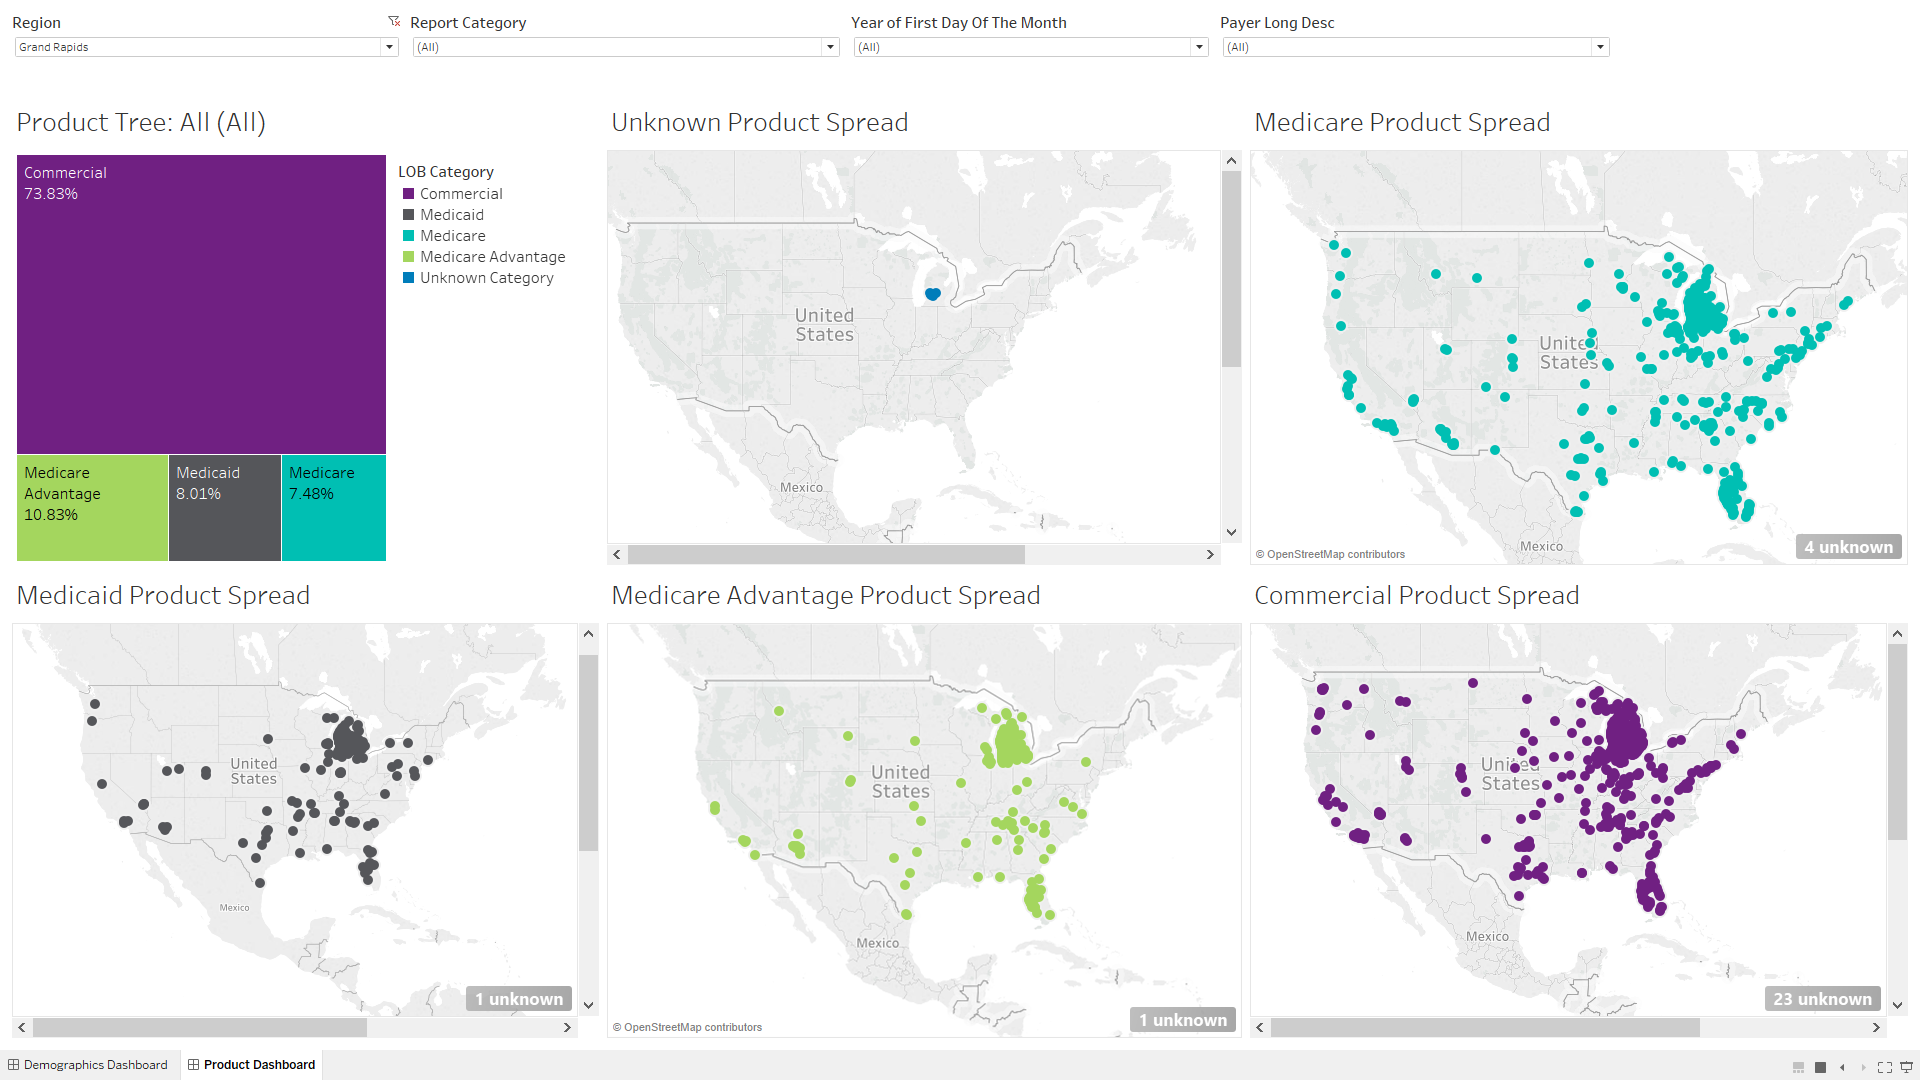 Region
Report Category
Year of First Day Of The Month
Payer Long Desc
Grand Rapids
(All)
(All)
(All)
Product Tree: All (All)
Commercial
73.83%
Medicare
Advantage
10.83%
Medicaid
8.01%
Medicare
7.48%
LOB Category
Commercial
Medicaid
Medicare
Medicare Advantage
Unknown Category
Unknown Product Spread
United
States
Mexico
Medicare Product Spread
United
States
Mexico
© OpenStreetMap contributors
4 unknown
Medicaid Product Spread
United
States
Mexico
1 unknown
Medicare Advantage Product Spread
United
States
Mexico
© OpenStreetMap contributors
1 unknown
Commercial Product Spread
United
States
Mexico
23 unknown
Demographics Dashboard
Product Dashboard